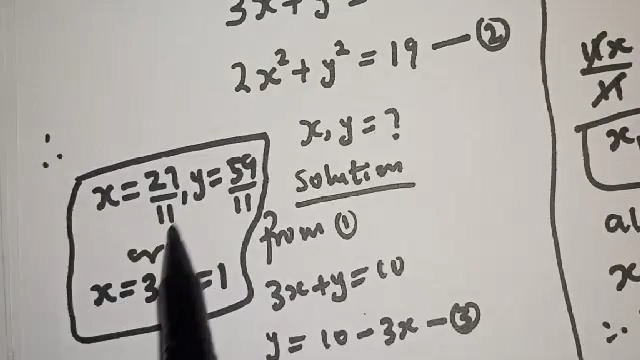 3x+y=
2x² + y² = 19 — ②
x, y = ?
solution
from ①
3x+y=10
y = 10-3x-③
∴
x = 27/11, y = 59/11
or
x=3 =1
x
x,
al
x
∴